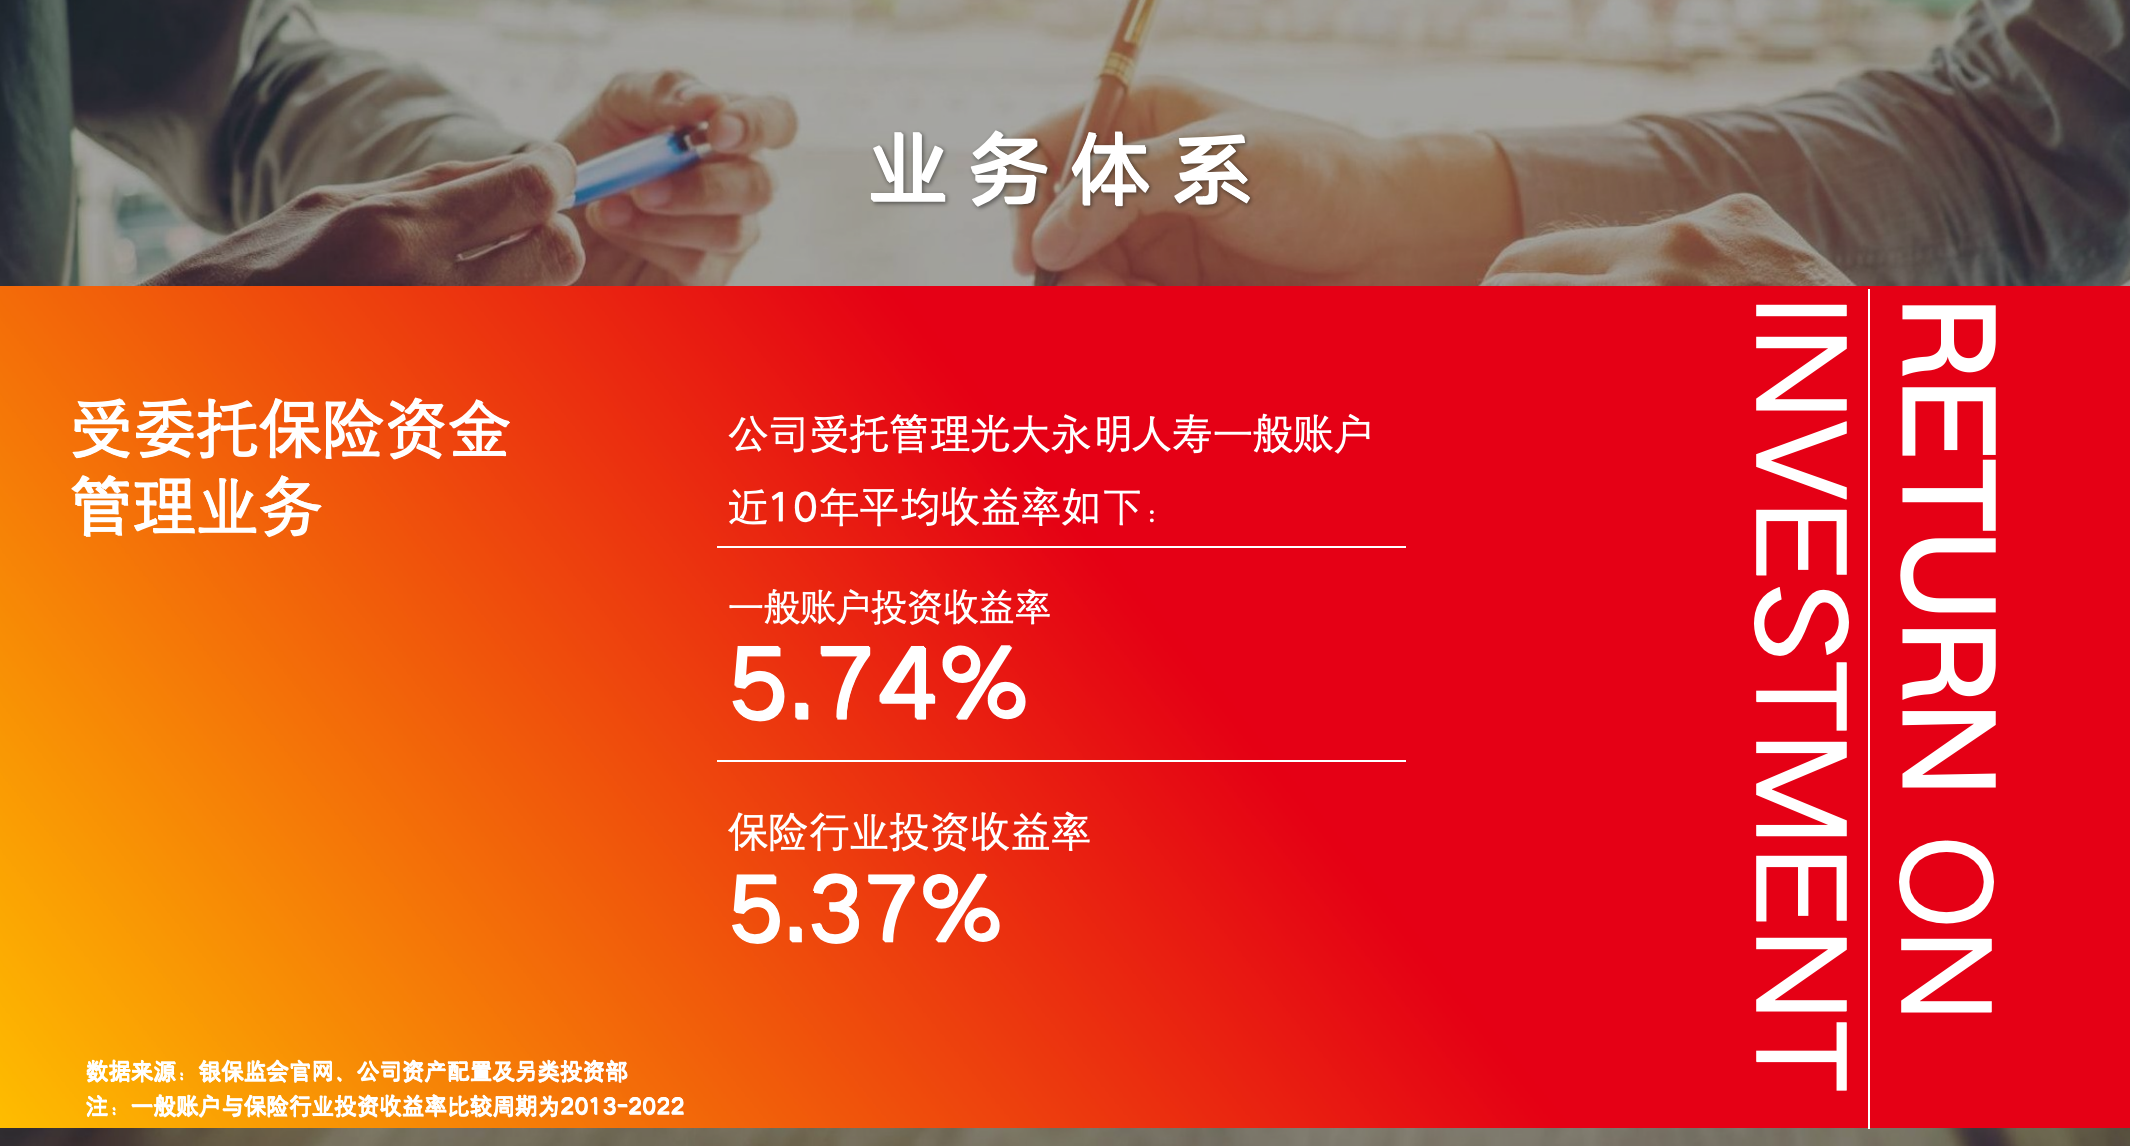 业务体系
受委托保险资金
管理业务
公司受托管理光大永明人寿一般账户
近10年平均收益率如下：
一般账户投资收益率
5.74%
保险行业投资收益率
5.37%
RETURN ON
INVESTMENT
数据来源：银保监会官网、公司资产配置及另类投资部
注：一般账户与保险行业投资收益率比较周期为2013-2022